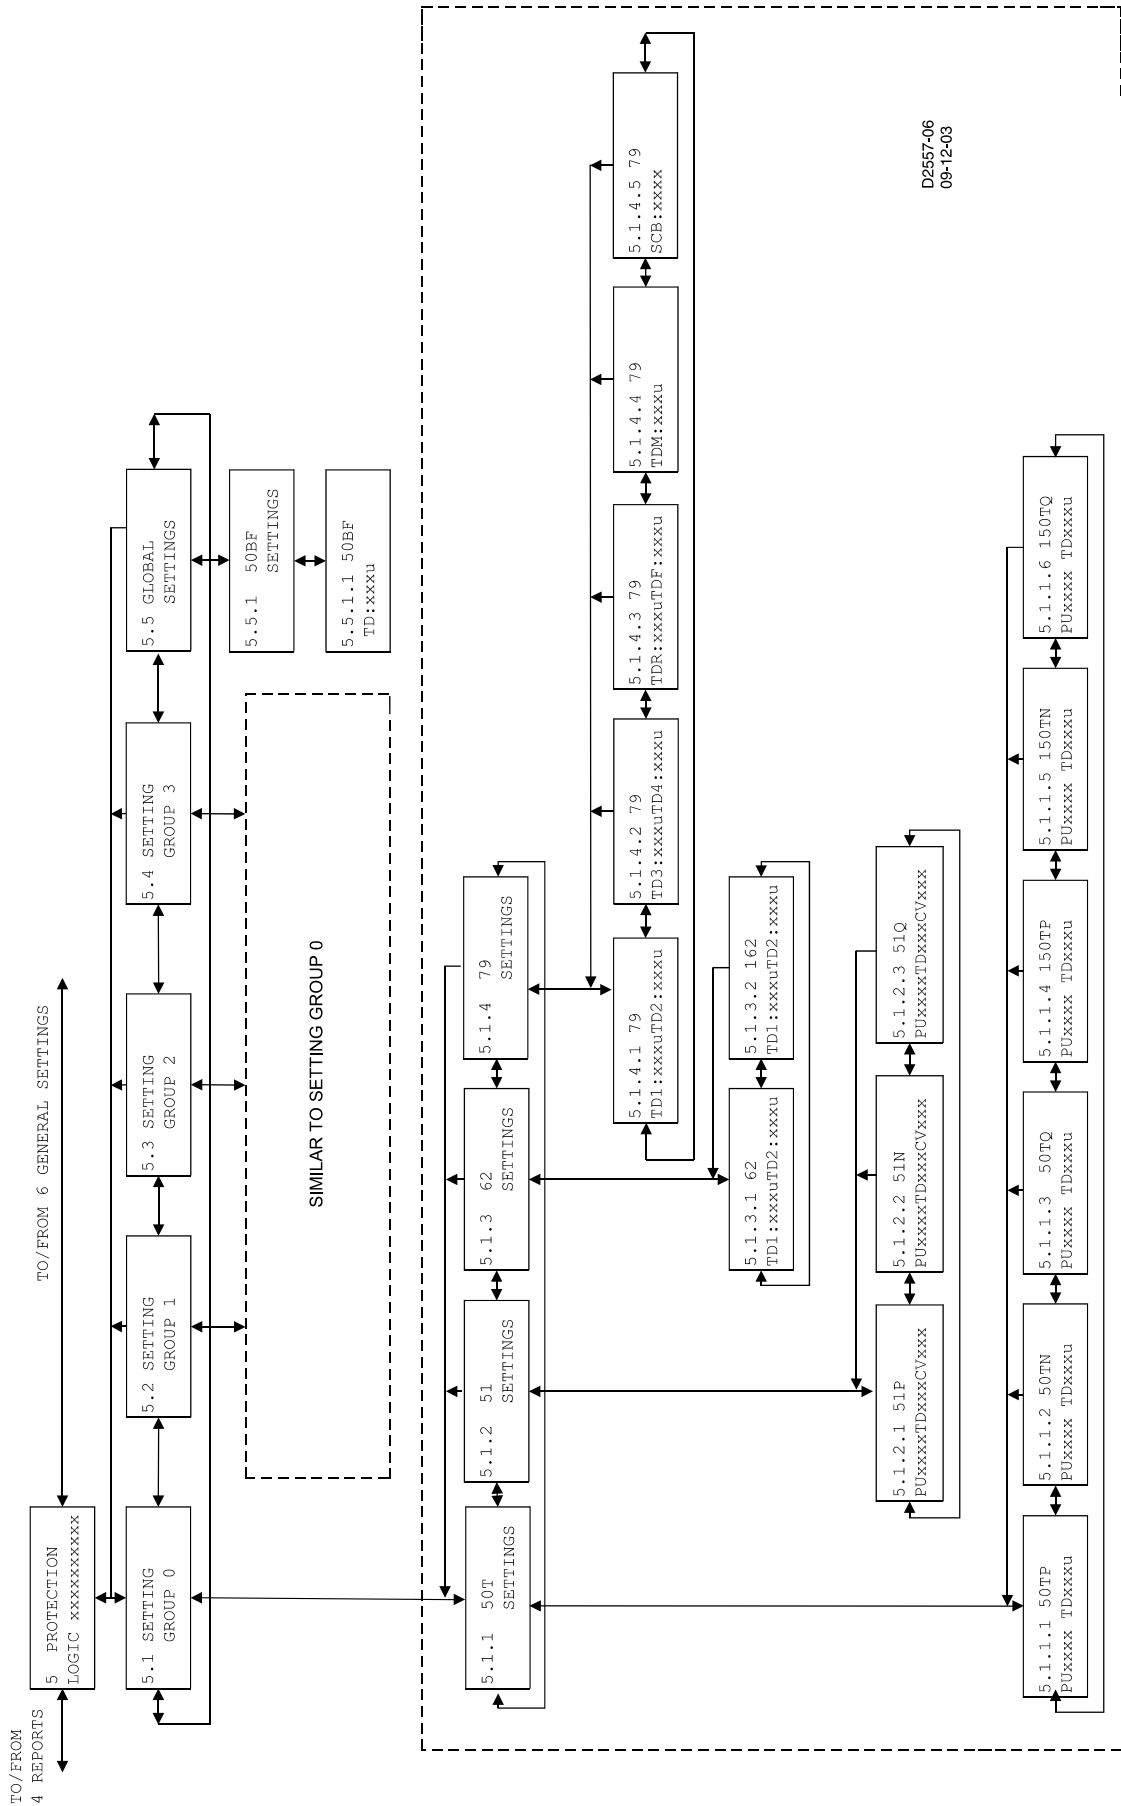 TO/FROM
4 REPORTS
5 PROTECTION
LOGIC xxxxxxxxxx
TO/FROM 6 GENERAL SETTINGS
5.1 SETTING
GROUP 0
5.2 SETTING
GROUP 1
5.3 SETTING
GROUP 2
5.4 SETTING
GROUP 3
5.5 GLOBAL
SETTINGS
5.5.1 50BF
SETTINGS
5.5.1.1 50BF
TD:xxxu
SIMILAR TO SETTING GROUP 0
5.1.1 50T
SETTINGS
5.1.2 51
SETTINGS
5.1.3 62
SETTINGS
5.1.4 79
SETTINGS
5.1.4.1 79
TD1:xxxuTD2:xxxu
5.1.4.2 79
TD3:xxxuTD4:xxxu
5.1.4.3 79
TDR:xxxuTDF:xxxu
5.1.4.4 79
TDM:xxxu
5.1.4.5 79
SCB:xxxx
5.1.3.1 62
TD1:xxxuTD2:xxxu
5.1.3.2 162
TD1:xxxuTD2:xxxu
5.1.2.1 51P
PUxxxxTDxxxCVxxx
5.1.2.2 51N
PUxxxxTDxxxCVxxx
5.1.2.3 51Q
PUxxxxTDxxxCVxxx
5.1.1.1 50TP
PUxxxx TDxxxu
5.1.1.2 50TN
PUxxxx TDxxxu
5.1.1.3 50TQ
PUxxxx TDxxxu
5.1.1.4 150TP
PUxxxx TDxxxu
5.1.1.5 150TN
PUxxxx TDxxxu
5.1.1.6 150TQ
PUxxxx TDxxxu
D2557-06
09-12-03